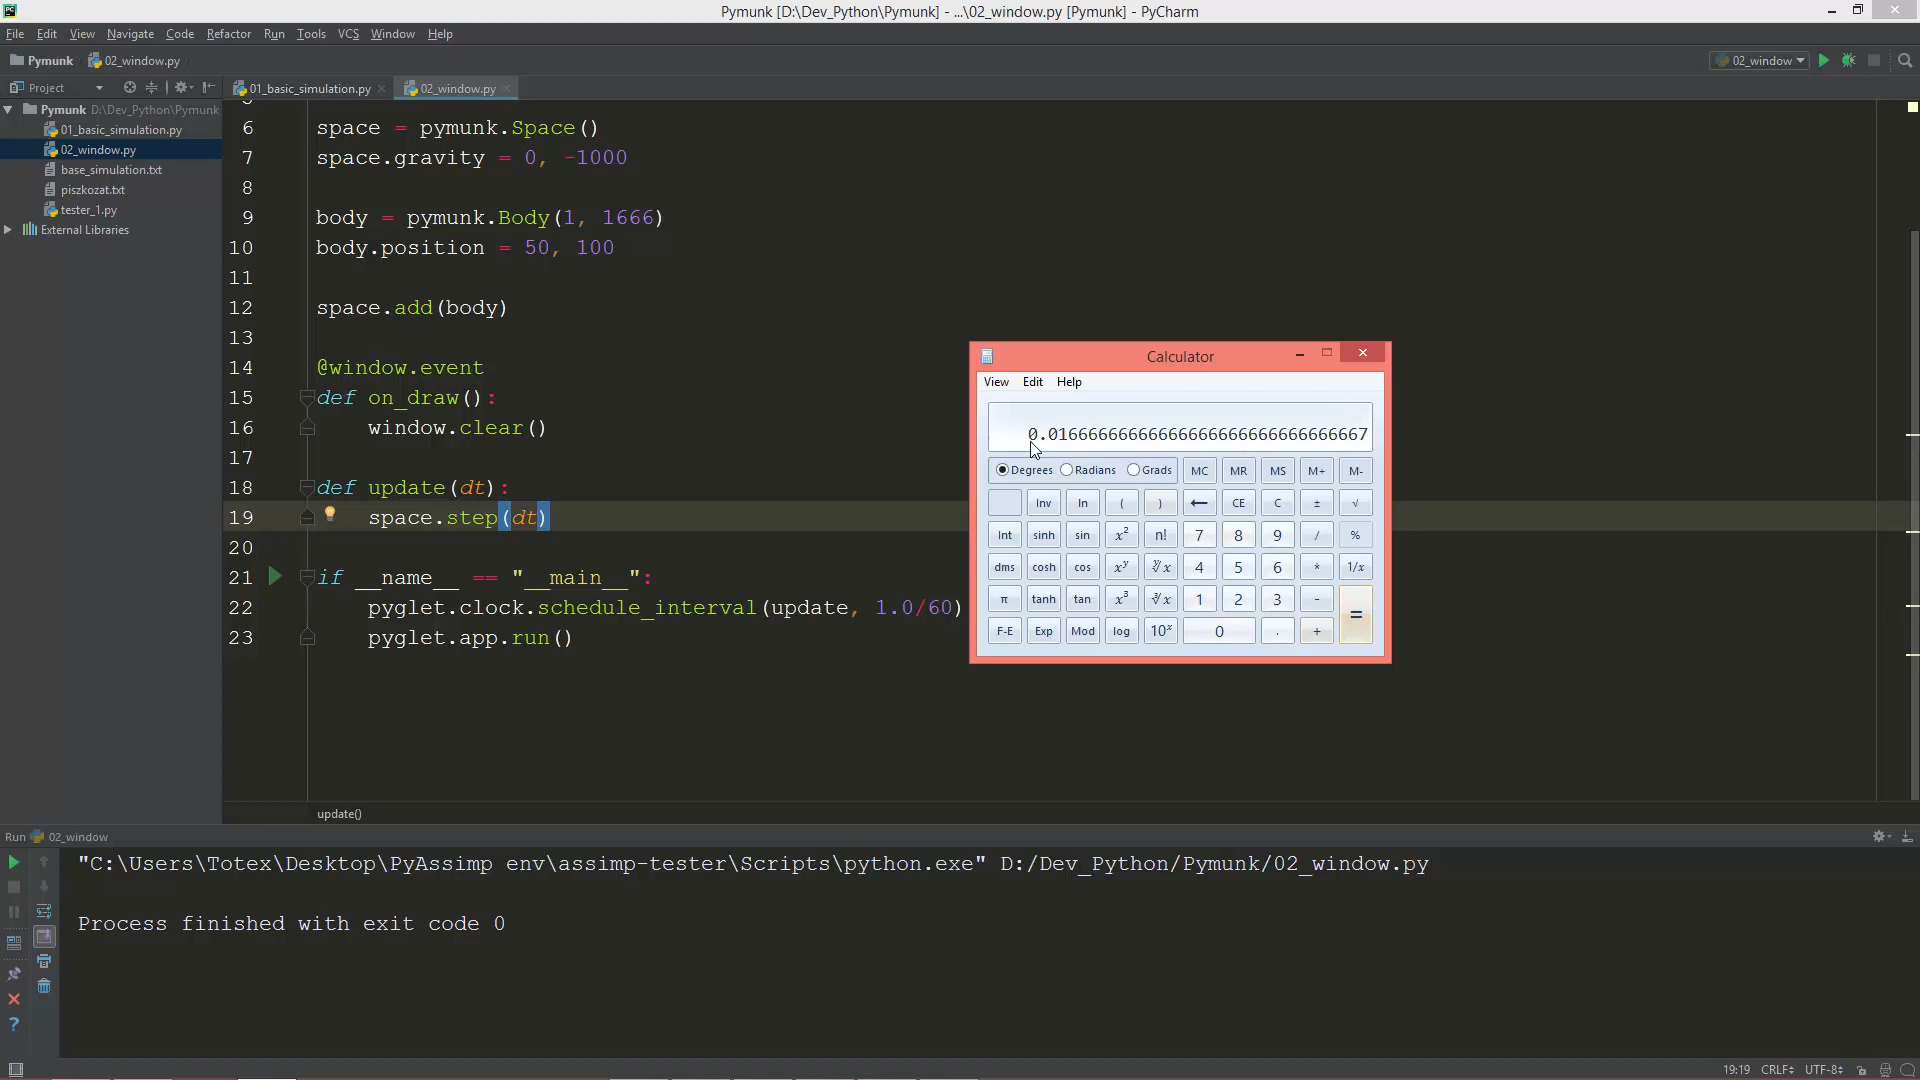 Pymunk [D:\Dev_Python\Pymunk] - ...\02_window.py [Pymunk] - PyCharm
File Edit View Navigate Code Refactor Run Tools VCS Window Help
Pymunk 02_window.py
02_window
Project
01_basic_simulation.py
02_window.py
Pymunk D:\Dev_Python\Pymunk
01_basic_simulation.py
02_window.py
base_simulation.txt
piszkozat.txt
tester_1.py
External Libraries
6 space = pymunk.Space()
7 space.gravity = 0, -1000
8
9 body = pymunk.Body(1, 1666)
10 body.position = 50, 100
11
12 space.add(body)
13
14 @window.event
15 def on_draw():
16 window.clear()
17
18 def update(dt):
19 space.step(dt)
20
21 if __name__ == "__main__":
22 pyglet.clock.schedule_interval(update, 1.0/60)
23 pyglet.app.run()
update()
Calculator
View Edit Help
0.01666666666666666666666666666667
Degrees Radians Grads MC MR MS M+ M-
Inv ln ( ) ← CE C ± √
Int sinh sin x² n! 7 8 9 / %
dms cosh cos xʸ ʸ√x 4 5 6 * 1/x
π tanh tan x³ ³√x 1 2 3 - =
F-E Exp Mod log 10ˣ 0 . +
Run 02_window
"C:\Users\Totex\Desktop\PyAssimp env\assimp-tester\Scripts\python.exe" D:/Dev_Python/Pymunk/02_window.py
Process finished with exit code 0
19:19 CRLF UTF-8